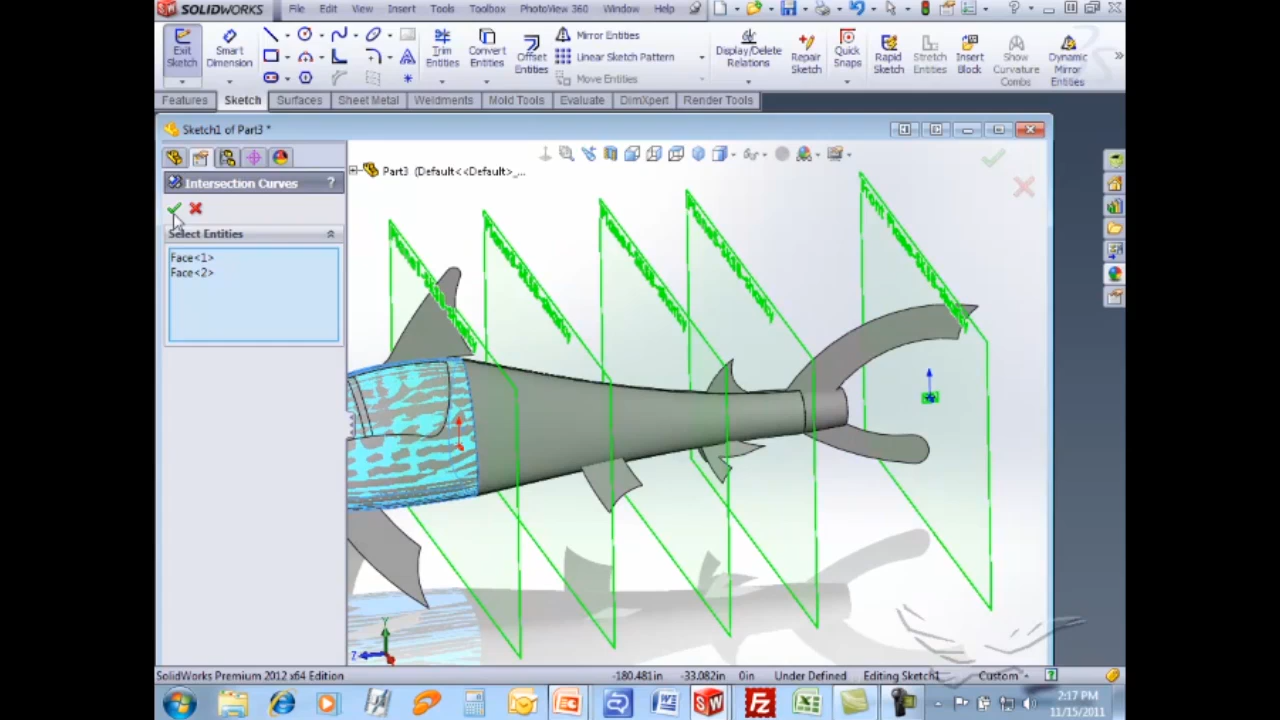 SOLIDWORKS File Edit View Insert Tools Toolbox PhotoView 360 Window Help
Exit Sketch
Smart Dimension
Trim Entities
Convert Entities
Offset Entities
Mirror Entities
Linear Sketch Pattern
Move Entities
Display/Delete Relations
Repair Sketch
Quick Snaps
Rapid Sketch
Stretch Entities
Insert Block
Show Curvature Combs
Dynamic Mirror Entities
Features Sketch Surfaces Sheet Metal Weldments Mold Tools Evaluate DimXpert Render Tools
Sketch1 of Part3 *
Part3 (Default<<Default>_...
Intersection Curves ?
Select Entities
Face<1>
Face<2>
Y
Z
SolidWorks Premium 2012 x64 Edition -180.481in -33.082in 0in Under Defined Editing Sketch1 Custom
2:17 PM
11/15/2011